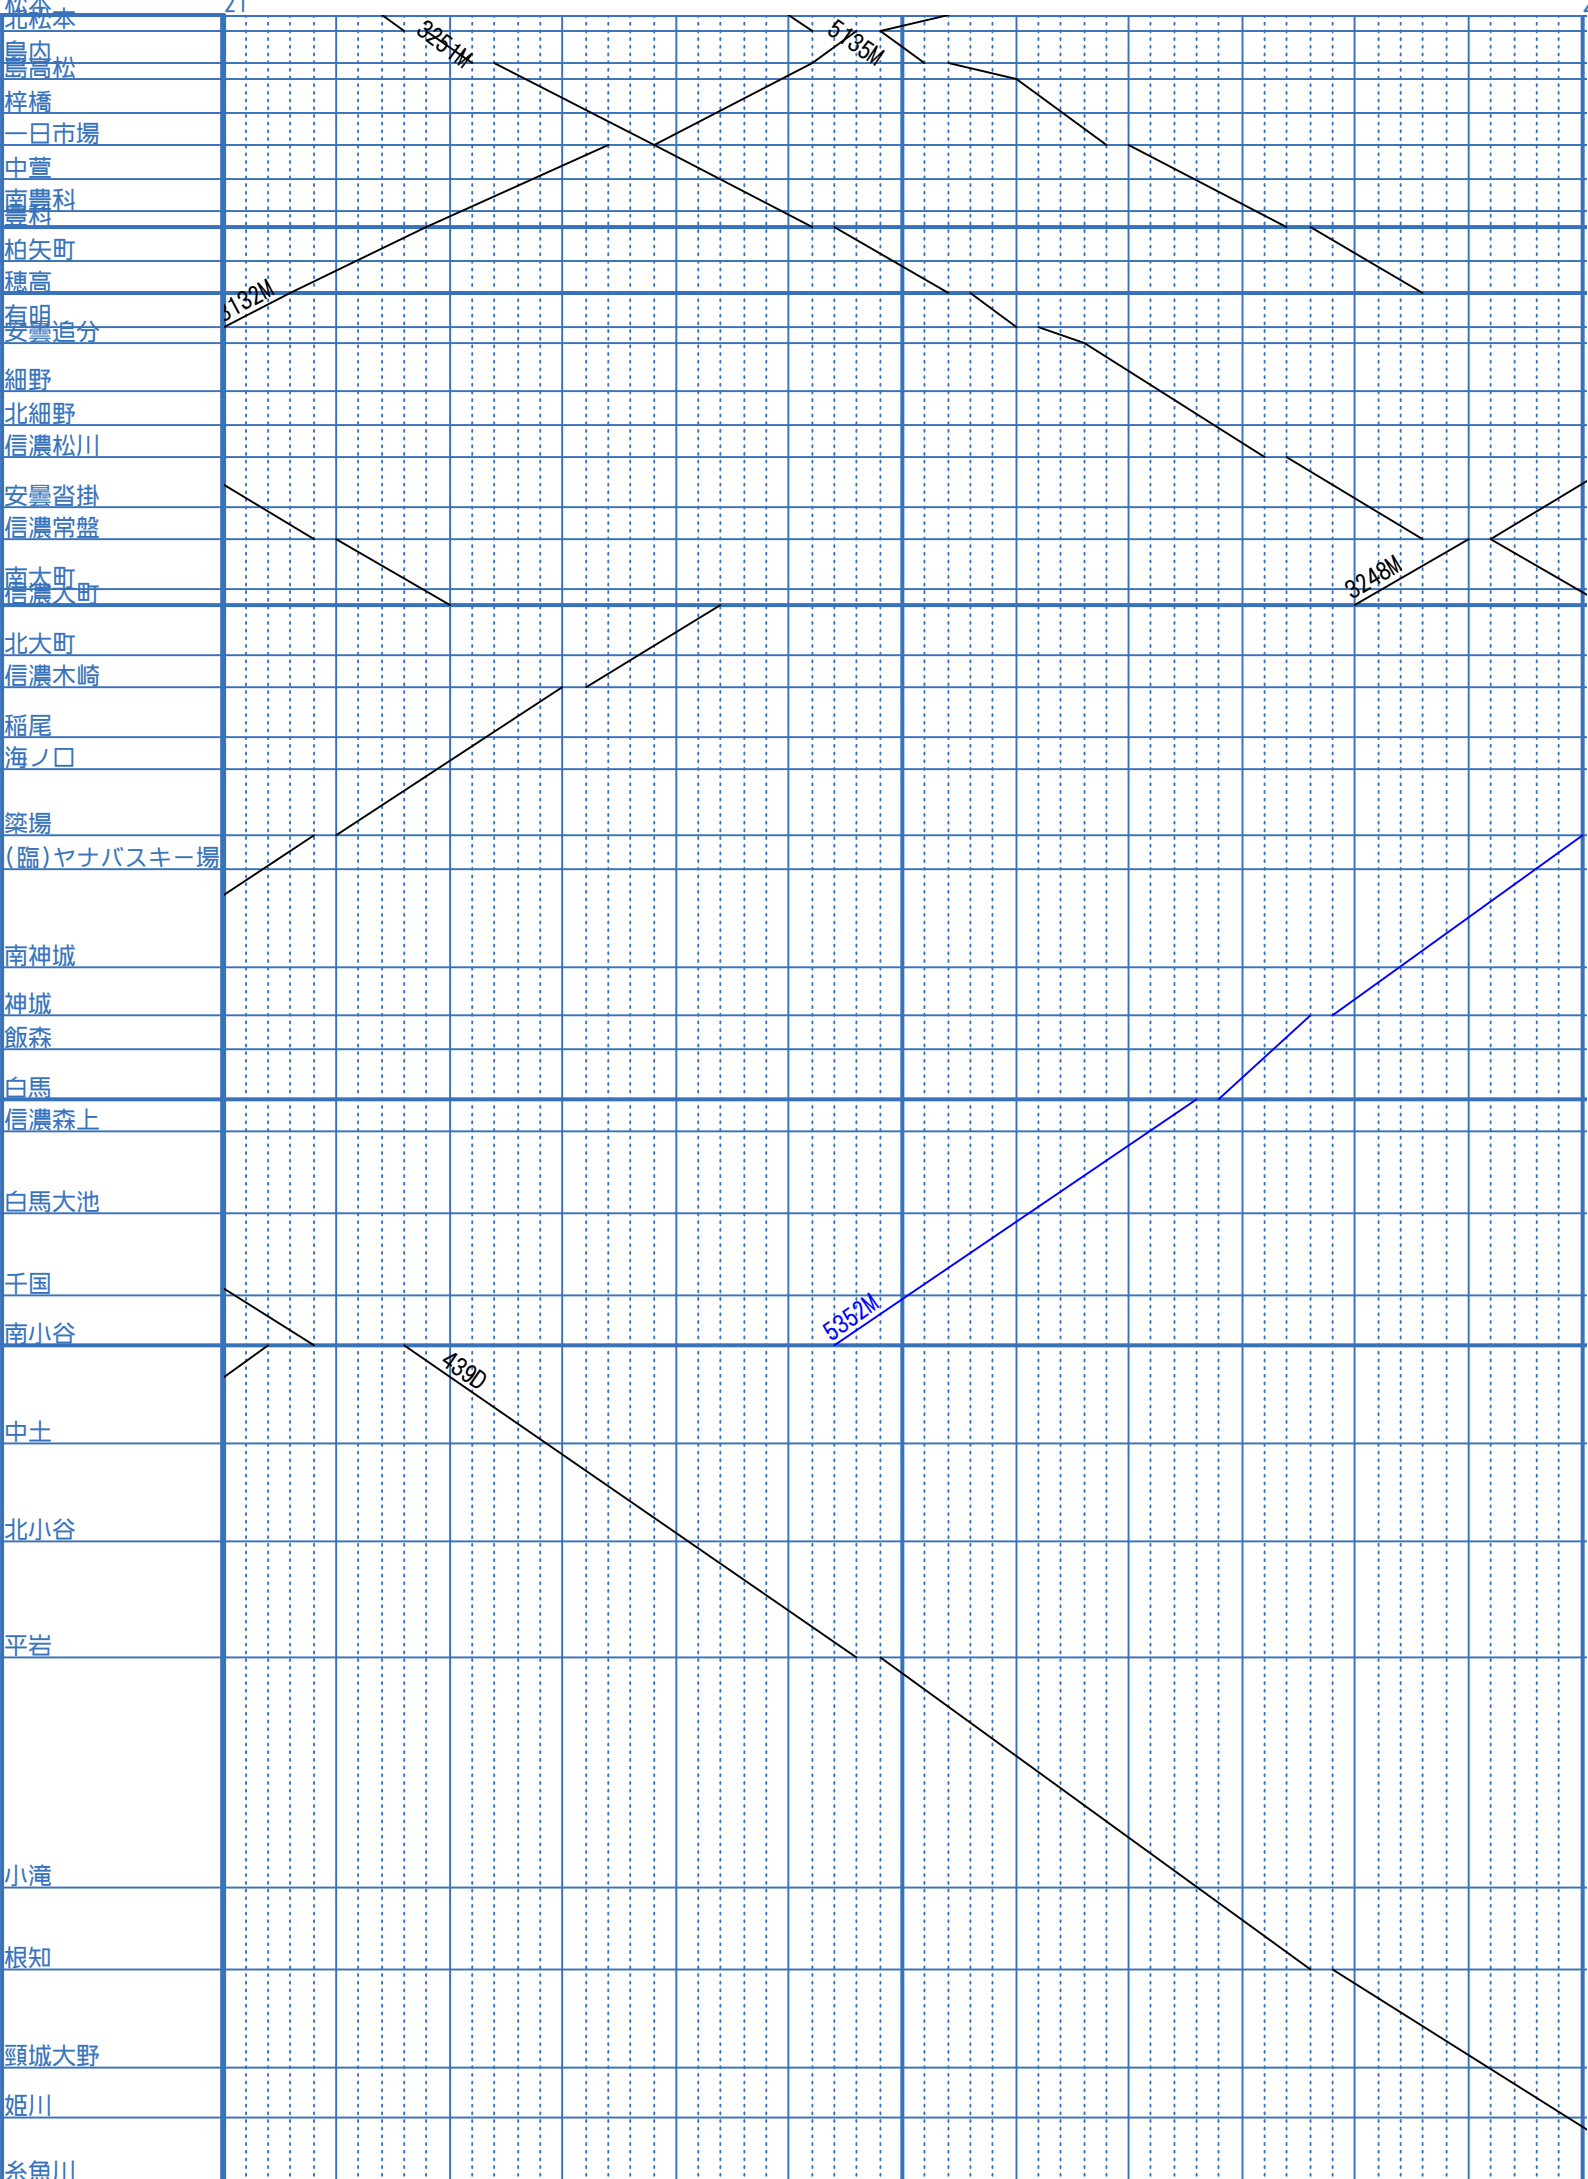 松本
21
2
北松本
島内
島高松
梓橋
一日市場
中萱
南豊科
豊科
柏矢町
穂高
有明
安曇追分
細野
北細野
信濃松川
安曇沓掛
信濃常盤
南大町
信濃大町
北大町
信濃木崎
稲尾
海ノ口
簗場
(臨)ヤナバスキー場
南神城
神城
飯森
白馬
信濃森上
白馬大池
千国
南小谷
中土
北小谷
平岩
小滝
根知
頸城大野
姫川
糸魚川
3251M
5135M
3132M
3248M
5352M
439D